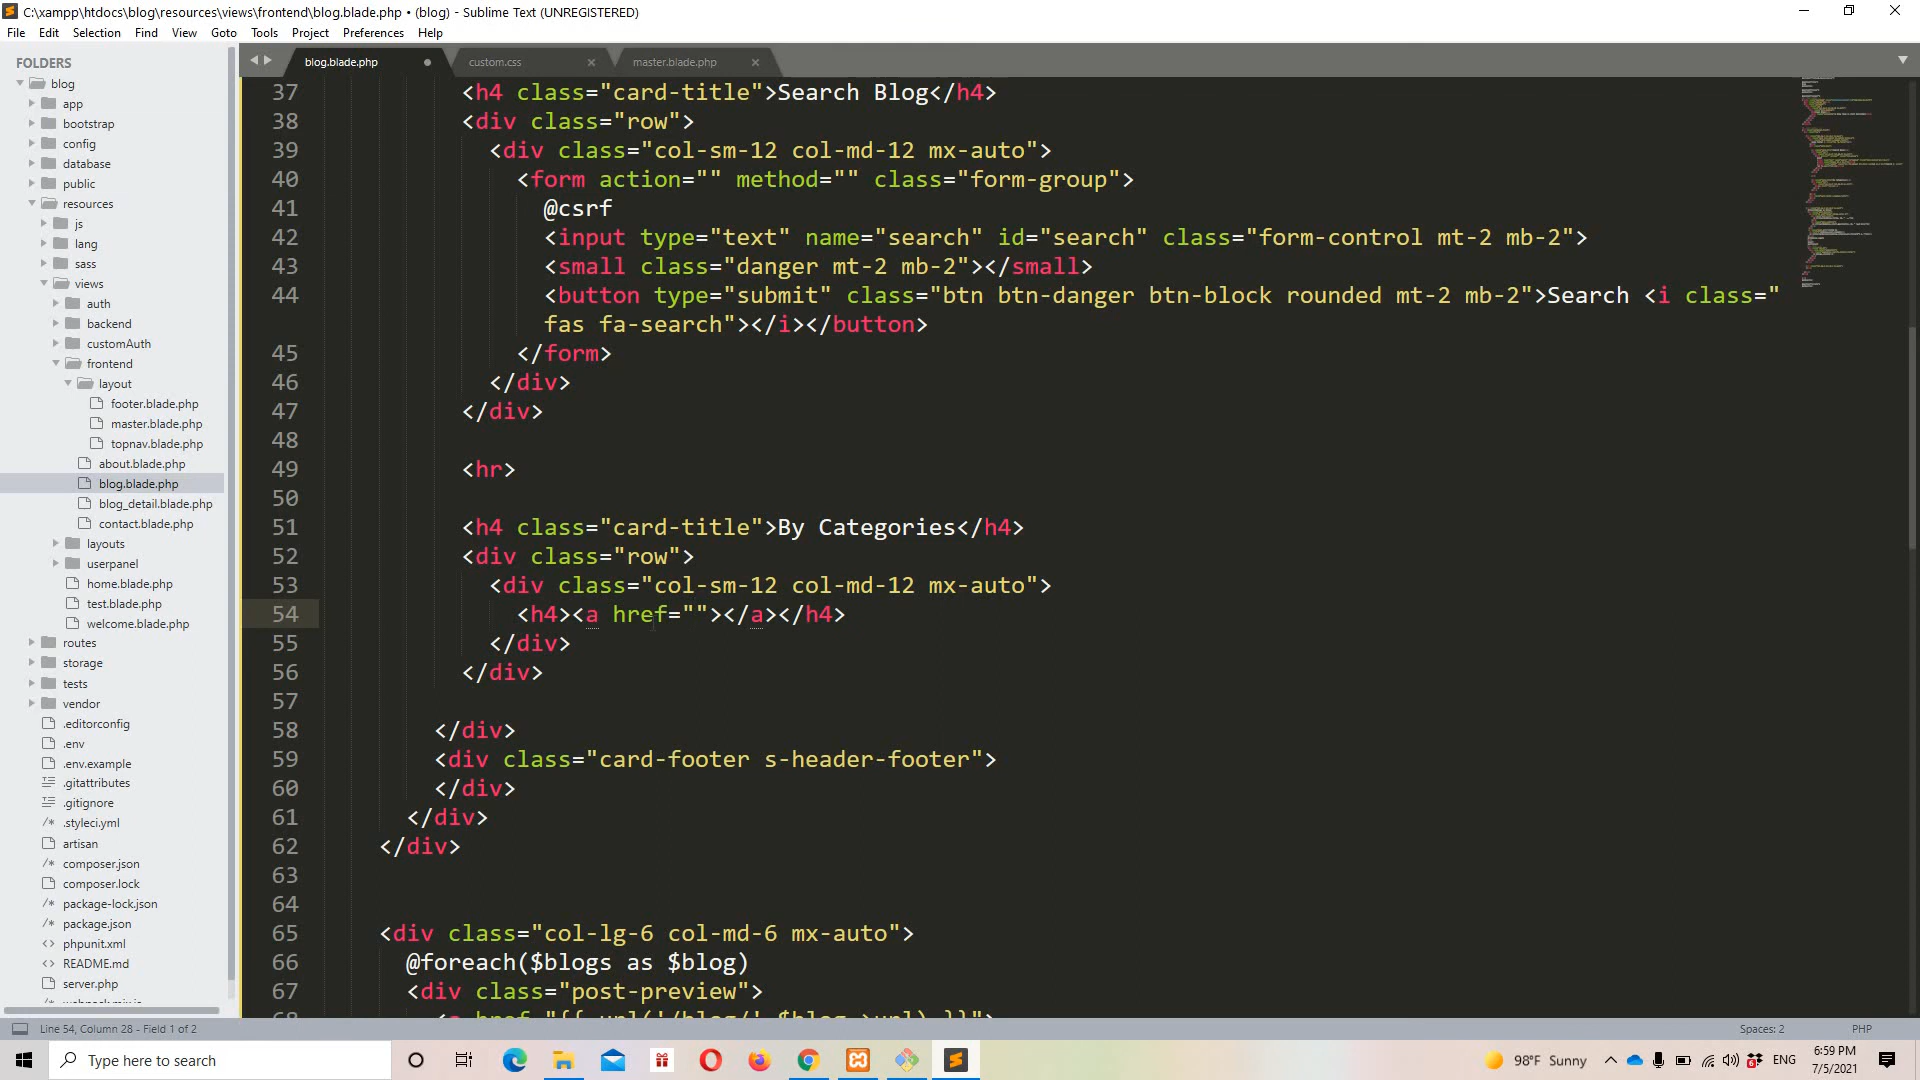 C:\xampp\htdocs\blog\resources\views\frontend\blog.blade.php • (blog) - Sublime Text (UNREGISTERED)
File Edit Selection Find View Goto Tools Project Preferences Help
FOLDERS
blog
app
bootstrap
config
database
public
resources
js
lang
sass
views
auth
backend
customAuth
frontend
layout
footer.blade.php
master.blade.php
topnav.blade.php
about.blade.php
blog.blade.php
blog_detail.blade.php
contact.blade.php
layouts
userpanel
home.blade.php
test.blade.php
welcome.blade.php
routes
storage
tests
vendor
.editorconfig
.env
.env.example
.gitattributes
.gitignore
.styleci.yml
artisan
composer.json
composer.lock
package-lock.json
package.json
phpunit.xml
README.md
server.php
webpack.mix.js
blog.blade.php custom.css master.blade.php
37 <h4 class="card-title">Search Blog</h4>
38 <div class="row">
39 <div class="col-sm-12 col-md-12 mx-auto">
40 <form action="" method="" class="form-group">
41 @csrf
42 <input type="text" name="search" id="search" class="form-control mt-2 mb-2">
43 <small class="danger mt-2 mb-2"></small>
44 <button type="submit" class="btn btn-danger btn-block rounded mt-2 mb-2">Search <i class="
fas fa-search"></i></button>
45 </form>
46 </div>
47 </div>
48
49 <hr>
50
51 <h4 class="card-title">By Categories</h4>
52 <div class="row">
53 <div class="col-sm-12 col-md-12 mx-auto">
54 <h4><a href=""></a></h4>
55 </div>
56 </div>
57
58 </div>
59 <div class="card-footer s-header-footer">
60 </div>
61 </div>
62 </div>
63
64
65 <div class="col-lg-6 col-md-6 mx-auto">
66 @foreach($blogs as $blog)
67 <div class="post-preview">
68 <a href="{{ url('/blog/'.$blog->url) }}">
Line 54, Column 28 - Field 1 of 2
Spaces: 2
PHP
Type here to search
98°F Sunny
ENG
6:59 PM
7/5/2021